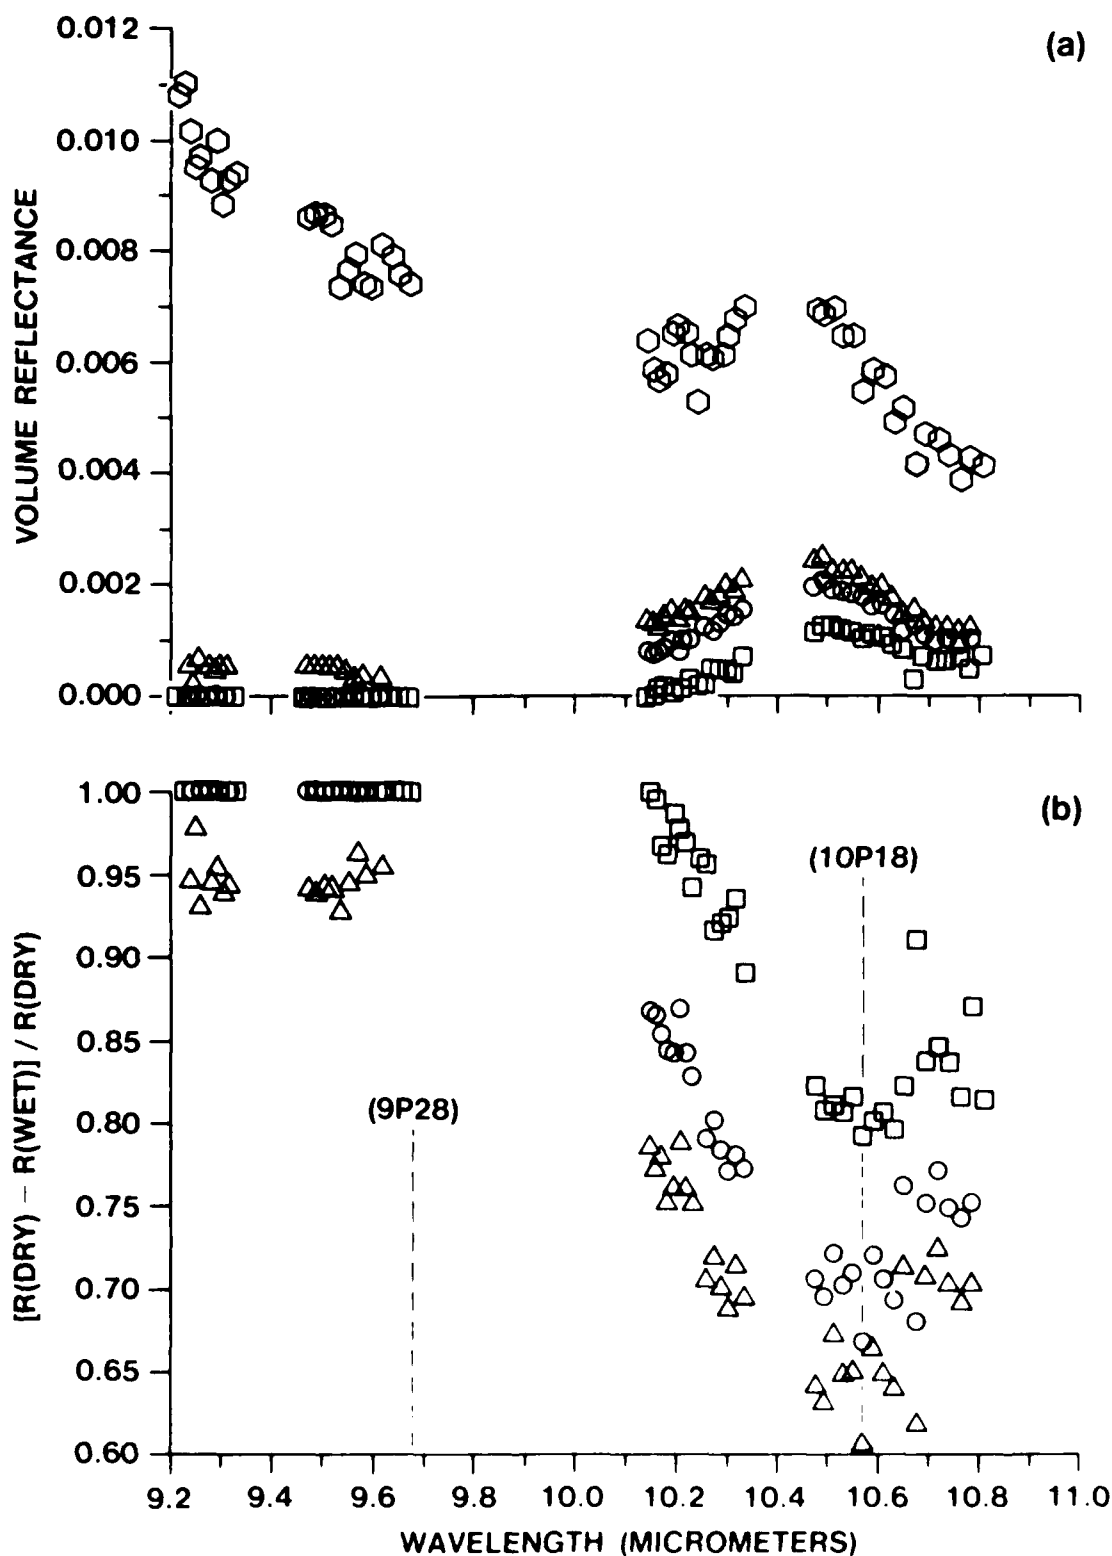 (a)
VOLUME REFLECTANCE
0.012
0.010
0.008
0.006
0.004
0.002
0.000
(b)
[R(DRY) – R(WET)] / R(DRY)
1.00
0.95
0.90
0.85
0.80
0.75
0.70
0.65
0.60
(10P18)
(9P28)
9.2 9.4 9.6 9.8 10.0 10.2 10.4 10.6 10.8 11.0
WAVELENGTH (MICROMETERS)